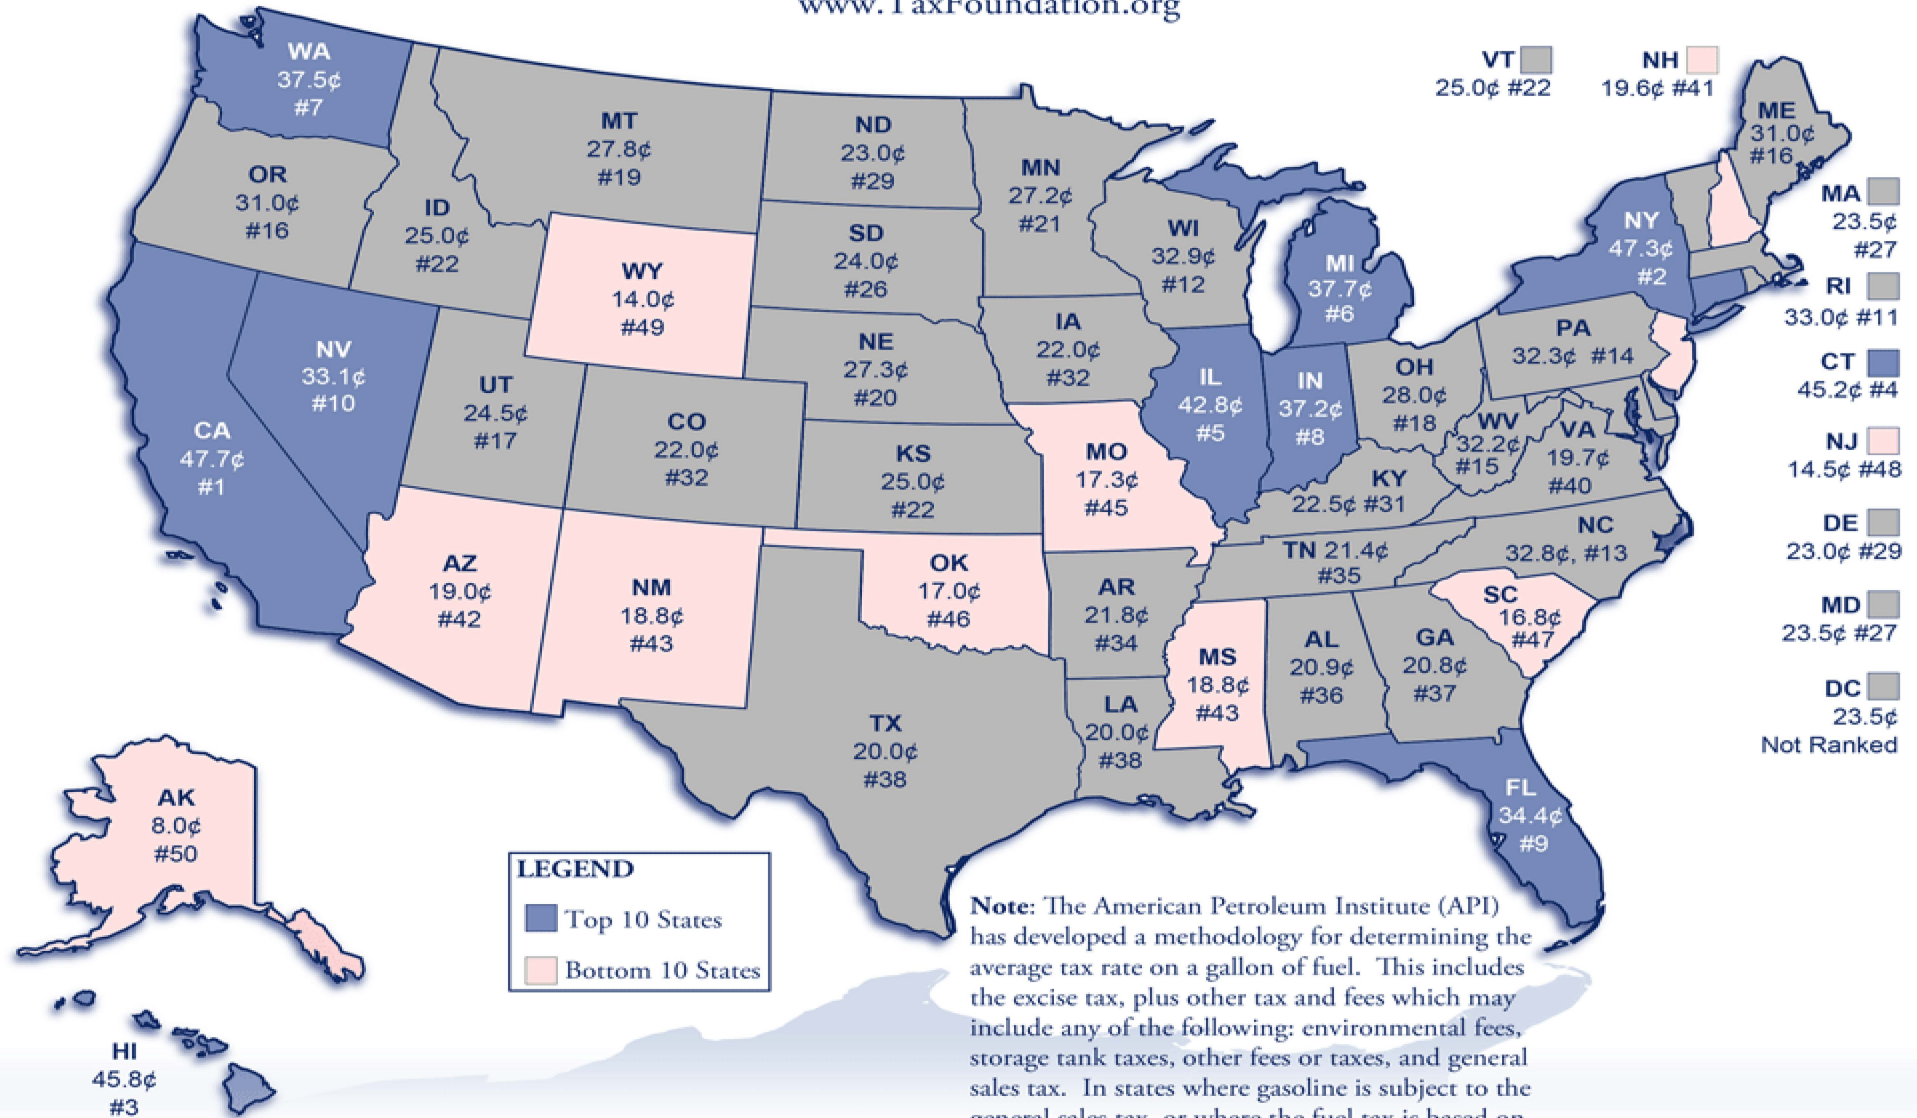 www.TaxFoundation.org
WA
37.5¢
#7
VT
25.0¢ #22
NH
19.6¢ #41
MT
27.8¢
#19
ND
23.0¢
#29
MN
27.2¢
#21
ME
31.0¢
#16
OR
31.0¢
#16
ID
25.0¢
#22
WY
14.0¢
#49
SD
24.0¢
#26
WI
32.9¢
#12
MI
37.7¢
#6
NY
47.3¢
#2
MA
23.5¢
#27
RI
33.0¢ #11
CT
45.2¢ #4
NJ
14.5¢ #48
DE
23.0¢ #29
MD
23.5¢ #27
DC
23.5¢
Not Ranked
CA
47.7¢
#1
NV
33.1¢
#10
UT
24.5¢
#17
CO
22.0¢
#32
NE
27.3¢
#20
KS
25.0¢
#22
IA
22.0¢
#32
MO
17.3¢
#45
IL
42.8¢
#5
IN
37.2¢
#8
OH
28.0¢
#18
PA
32.3¢ #14
WV
32.2¢
#15
VA
19.7¢
#40
KY
22.5¢ #31
NC
32.8¢, #13
TN 21.4¢
#35
SC
16.8¢
#47
AZ
19.0¢
#42
NM
18.8¢
#43
OK
17.0¢
#46
AR
21.8¢
#34
MS
18.8¢
#43
AL
20.9¢
#36
GA
20.8¢
#37
TX
20.0¢
#38
LA
20.0¢
#38
FL
34.4¢
#9
AK
8.0¢
#50
HI
45.8¢
#3
LEGEND
Top 10 States
Bottom 10 States
Note: The American Petroleum Institute (API)
has developed a methodology for determining the
average tax rate on a gallon of fuel. This includes
the excise tax, plus other tax and fees which may
include any of the following: environmental fees,
storage tank taxes, other fees or taxes, and general
sales tax. In states where gasoline is subject to the
general sales tax, or where the fuel tax is based on